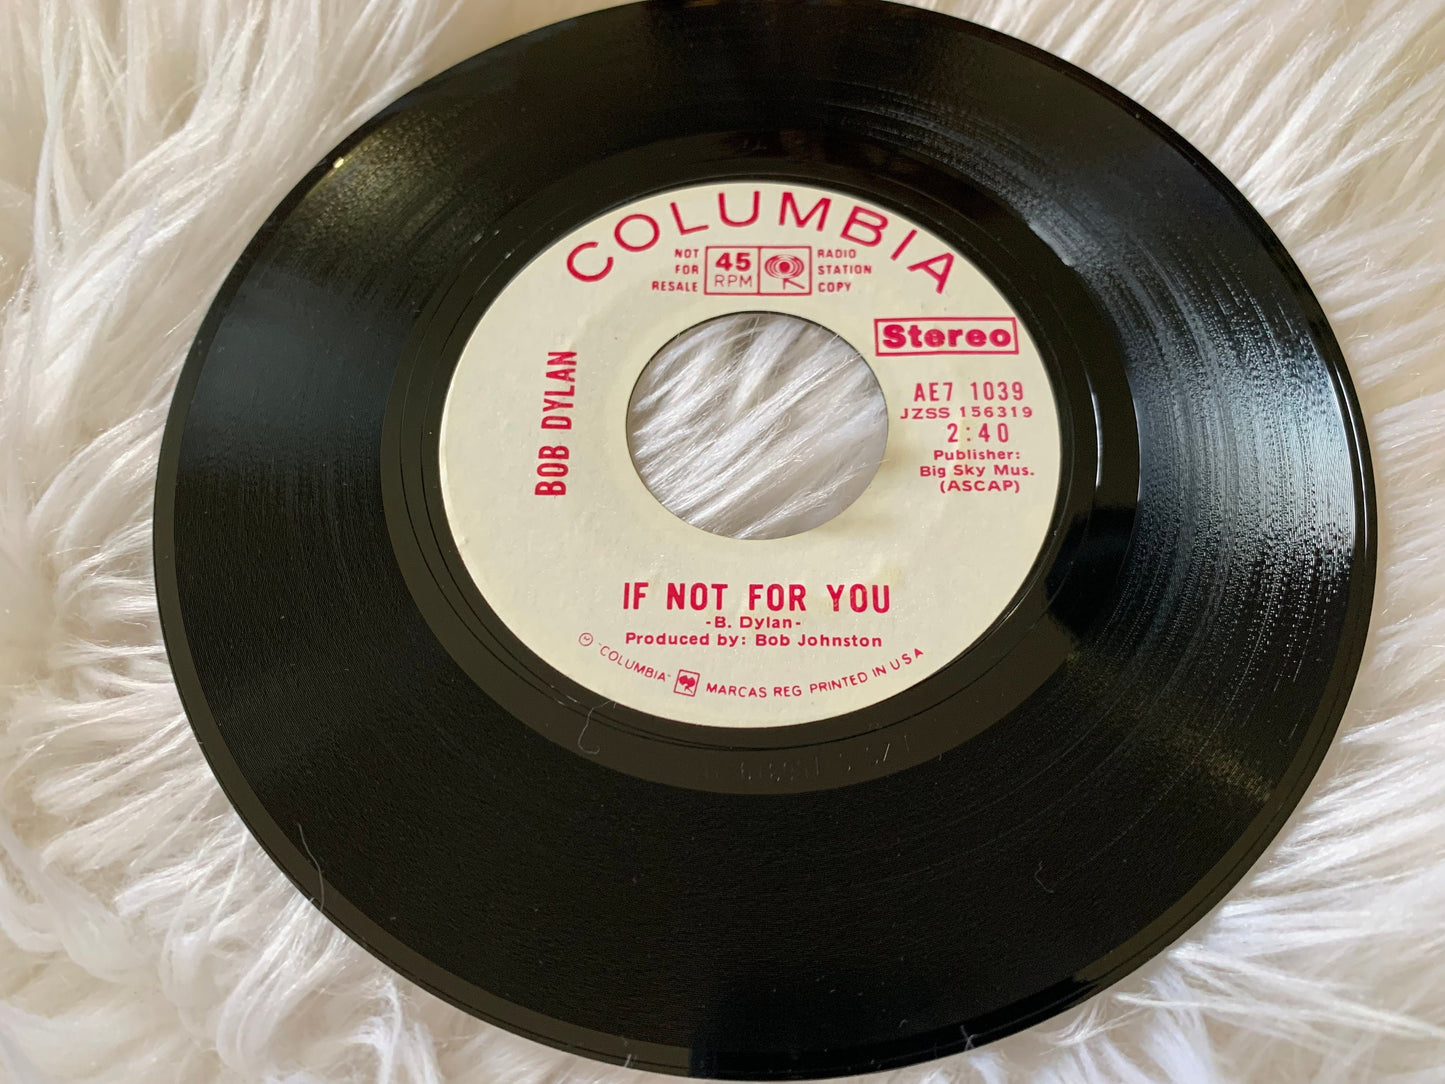 COLUMBIA
NOT
FOR
RESALE
45
RPM
RADIO
STATION
COPY
Stereo
BOB DYLAN
AE7 1039
JZSS 156319
2:40
Publisher:
Big Sky Mus.
(ASCAP)
IF NOT FOR YOU
-B. Dylan-
Produced by: Bob Johnston
"COLUMBIA" MARCAS REG PRINTED IN U S A